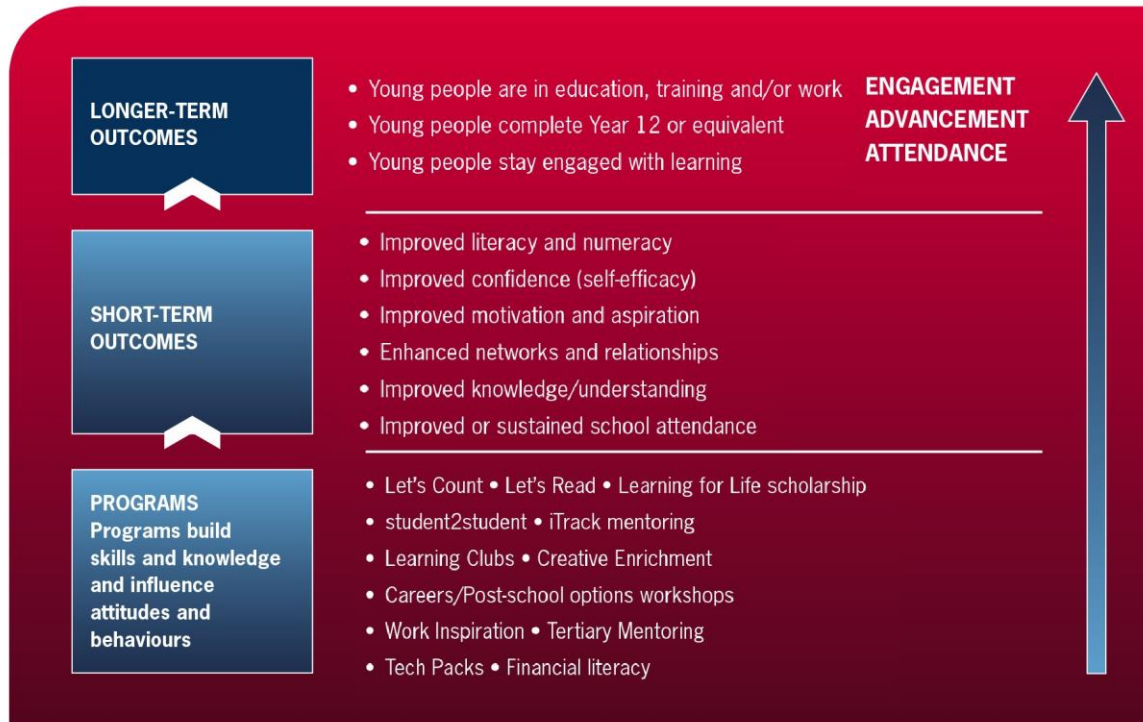 LONGER-TERM
OUTCOMES
• Young people are in education, training and/or work
• Young people complete Year 12 or equivalent
• Young people stay engaged with learning
ENGAGEMENT
ADVANCEMENT
ATTENDANCE
SHORT-TERM
OUTCOMES
• Improved literacy and numeracy
• Improved confidence (self-efficacy)
• Improved motivation and aspiration
• Enhanced networks and relationships
• Improved knowledge/understanding
• Improved or sustained school attendance
PROGRAMS
Programs build
skills and knowledge
and influence
attitudes and
behaviours
• Let's Count • Let's Read • Learning for Life scholarship
• student2student • iTrack mentoring
• Learning Clubs • Creative Enrichment
• Careers/Post-school options workshops
• Work Inspiration • Tertiary Mentoring
• Tech Packs • Financial literacy